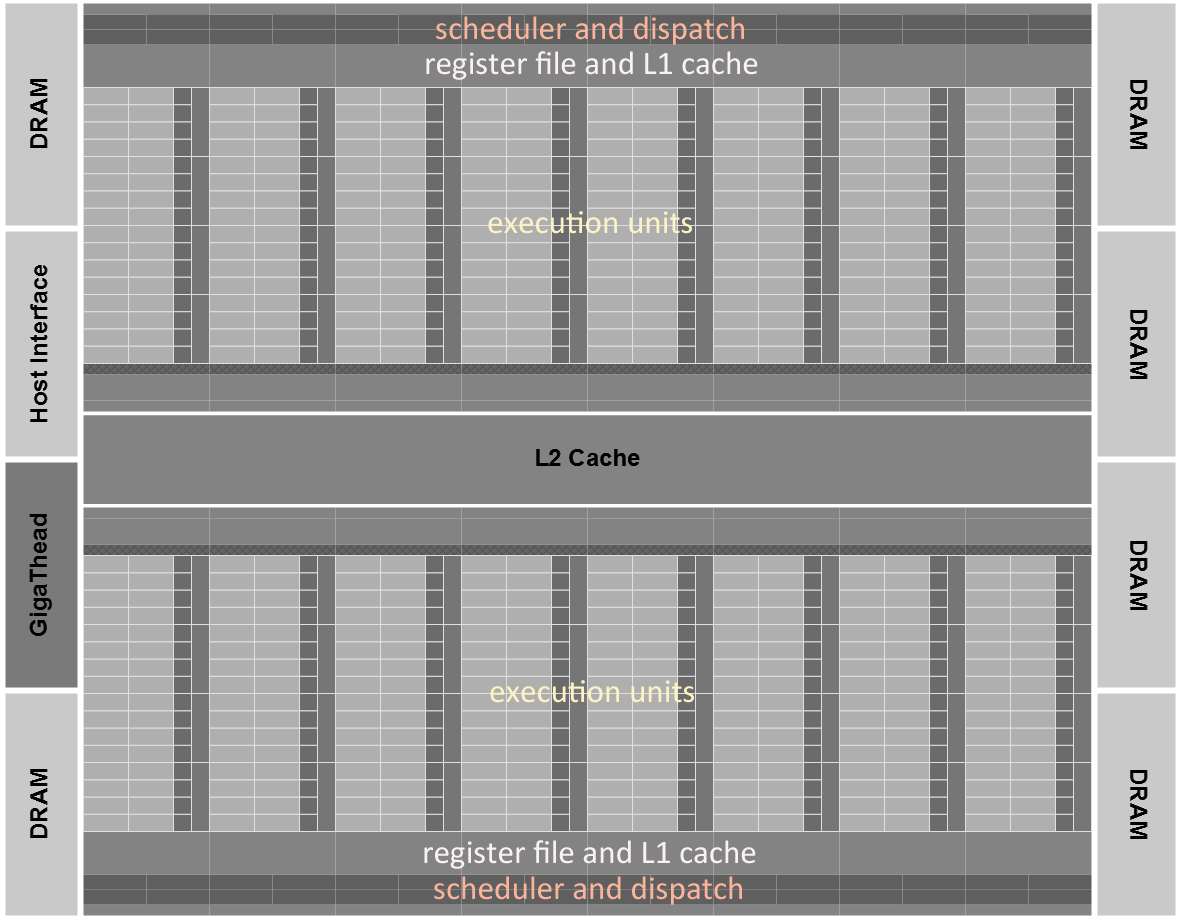 scheduler and dispatch
register file and L1 cache
DRAM
DRAM
execution units
Host Interface
DRAM
L2 Cache
GigaThead
DRAM
execution units
DRAM
DRAM
register file and L1 cache
scheduler and dispatch